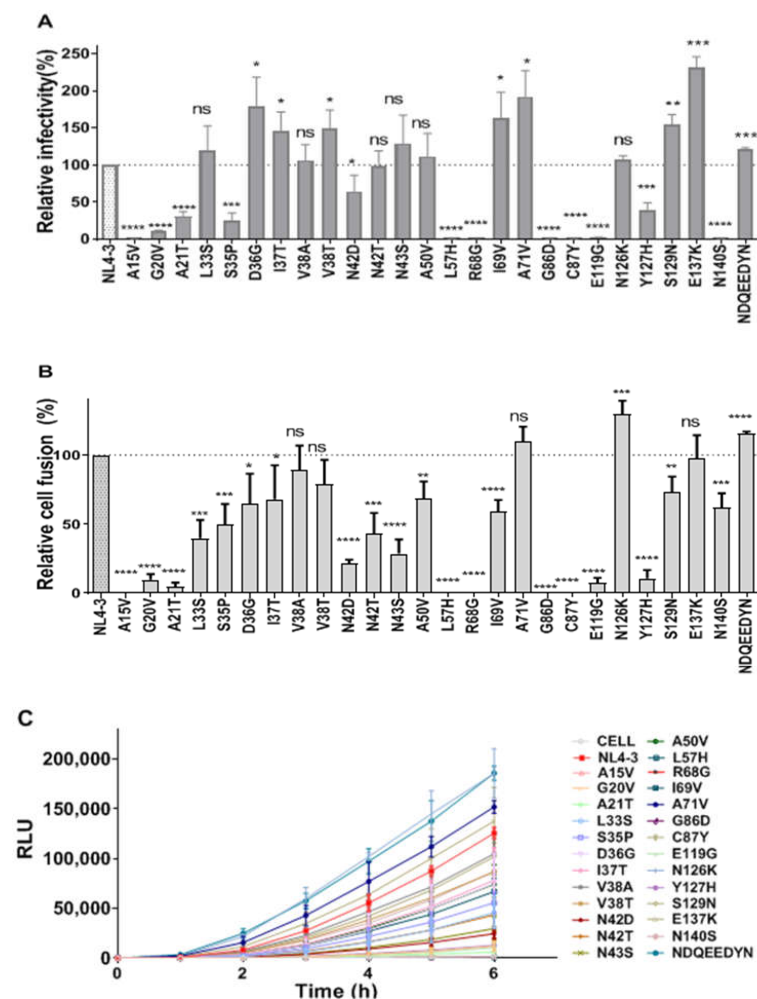 A
Relative infectivity(%)
250
200
150
100
50
0
**** **** **** ns *** * * ns * * ns ns ns **** **** * * **** **** **** ns *** ** *** **** ***
NL4-3 A15V G20V A21T L33S S35P D36G I37T V38A V38T N42D N42T N43S A50V L57H R68G I69V A71V G86D C87Y E119G N126K Y127H S129N E137K N140S NDQEEDYN
B
Relative cell fusion (%)
100
50
0
**** **** **** *** *** * * ns ns **** *** **** ** **** **** **** ns **** **** **** *** **** ** ns *** ****
NL4-3 A15V G20V A21T L33S S35P D36G I37T V38A V38T N42D N42T N43S A50V L57H R68G I69V A71V G86D C87Y E119G N126K Y127H S129N E137K N140S NDQEEDYN
C
RLU
200,000
150,000
100,000
50,000
0
0 2 4 6
Time (h)
CELL A50V
NL4-3 L57H
A15V R68G
G20V I69V
A21T A71V
L33S G86D
S35P C87Y
D36G E119G
I37T N126K
V38A Y127H
V38T S129N
N42D E137K
N42T N140S
N43S NDQEEDYN